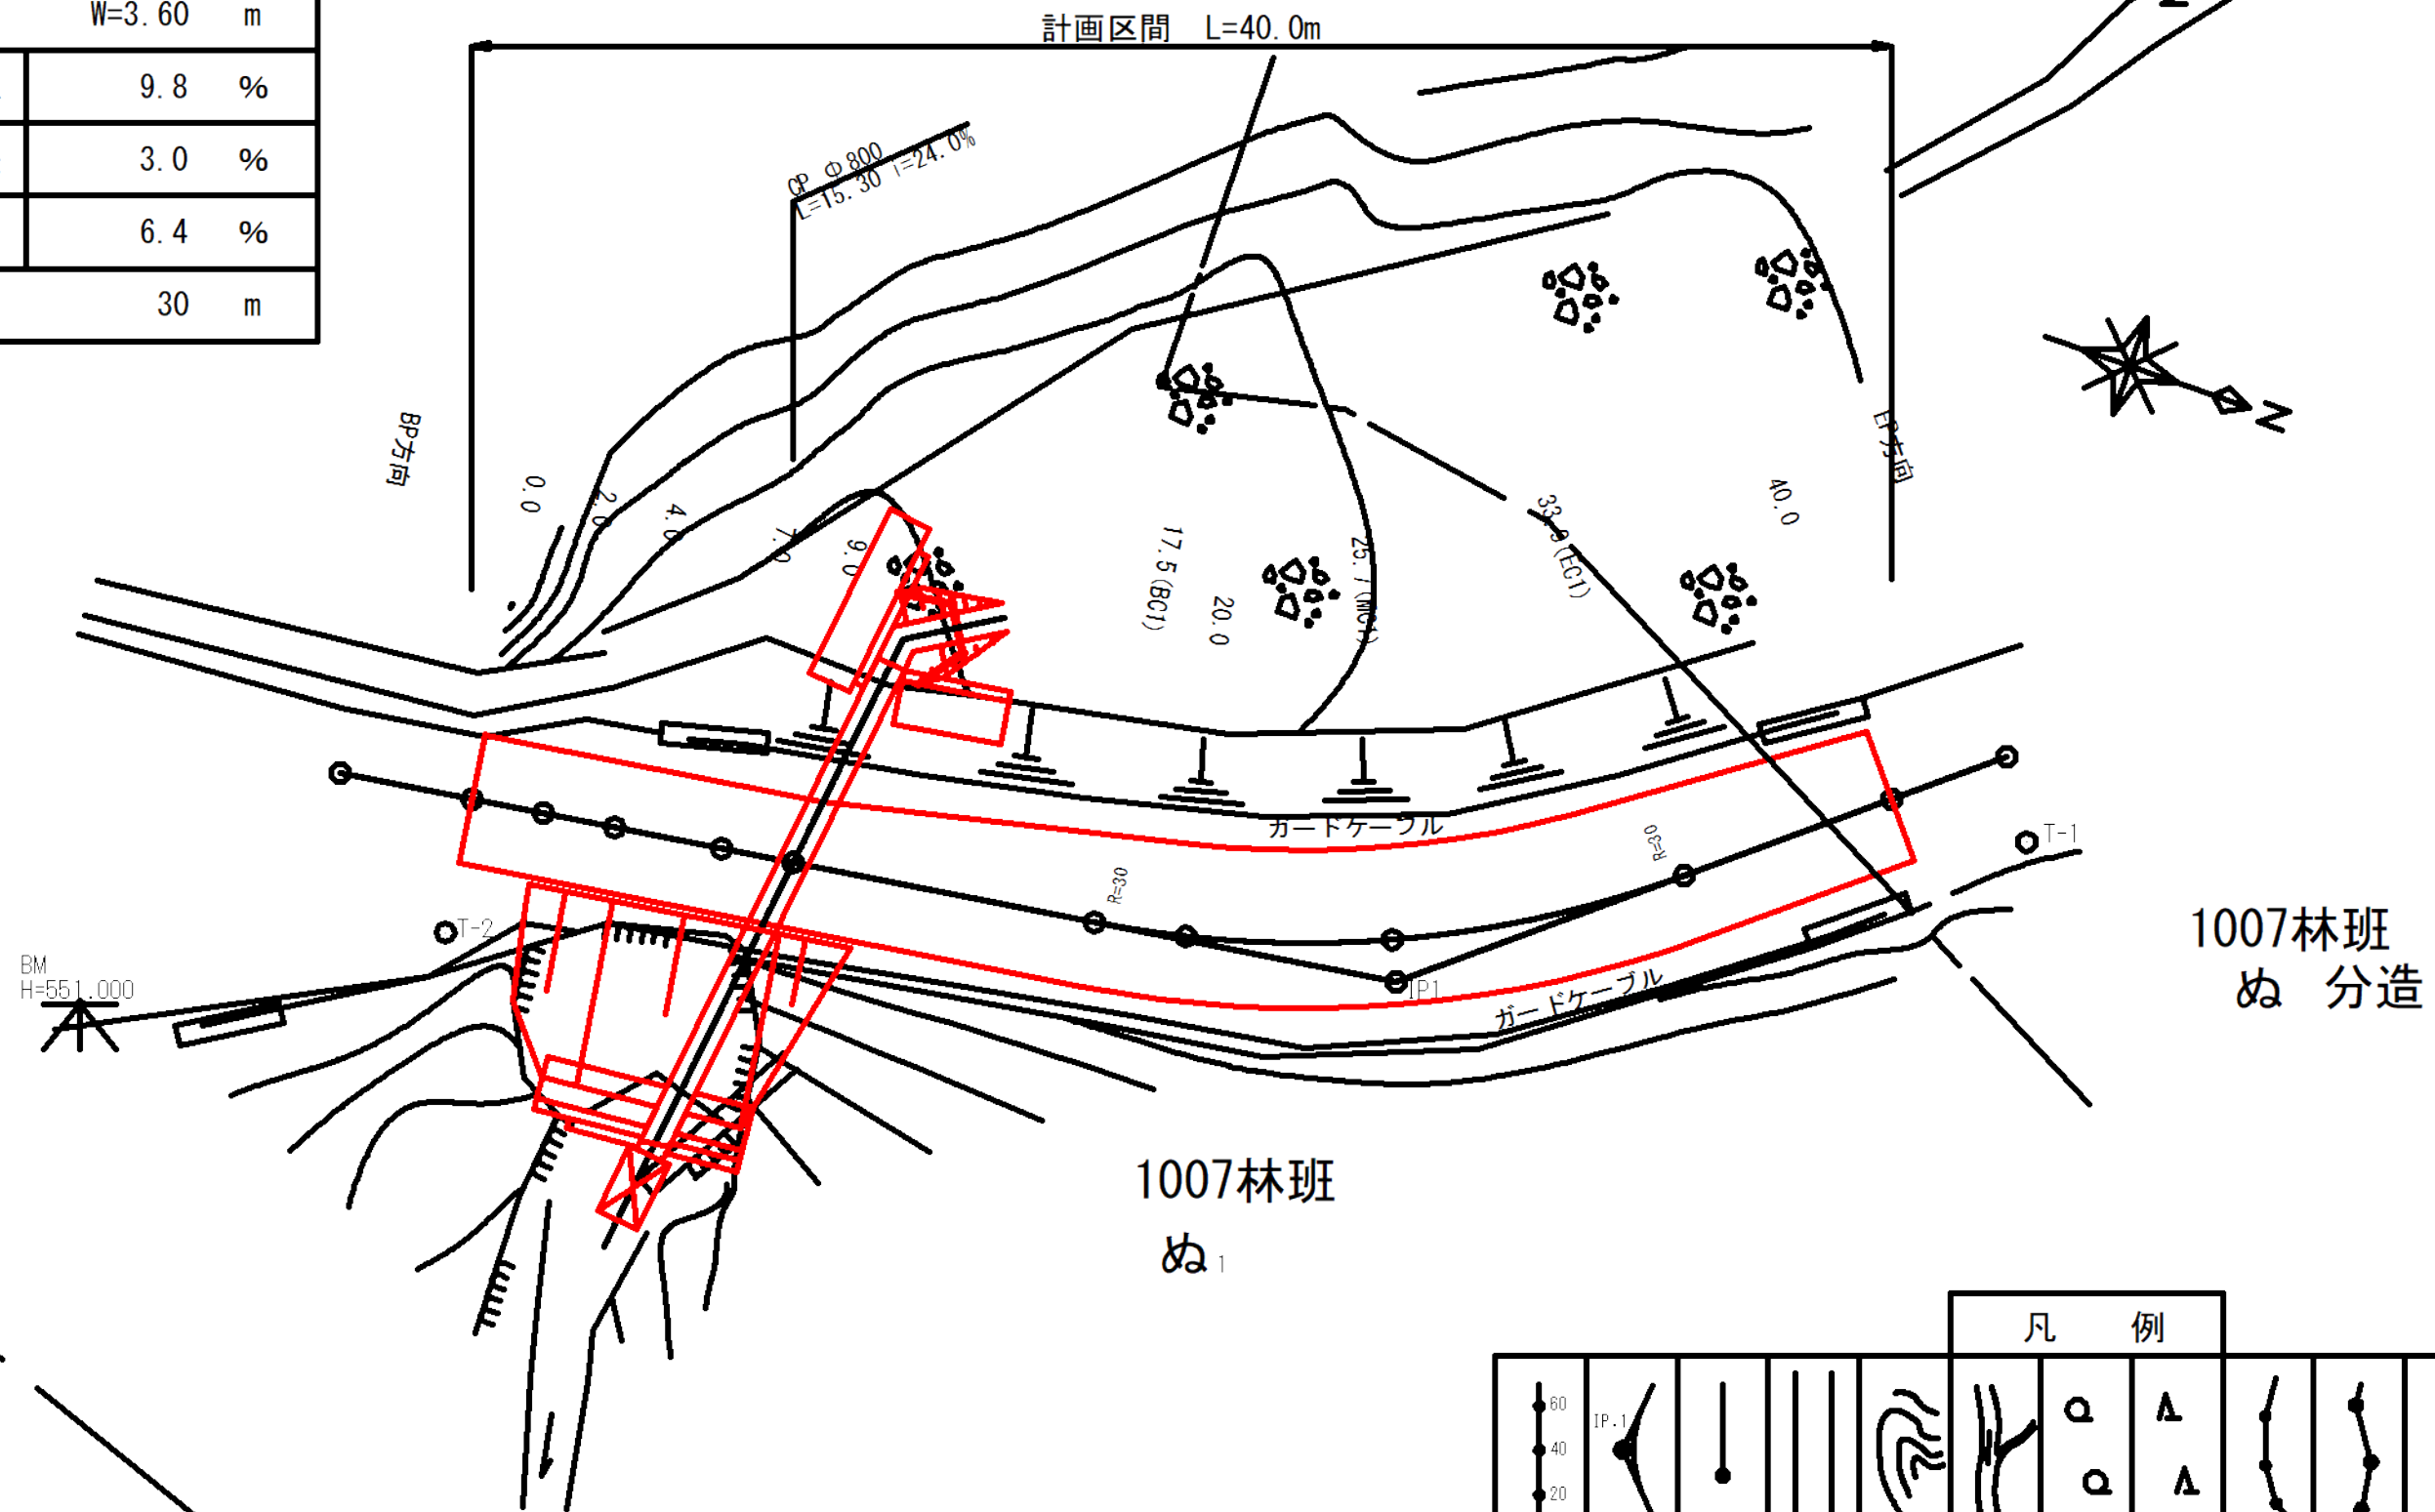 W=3.60 m
9.8 %
3.0 %
6.4 %
30 m
計画区間 L=40.0m
CP Φ800
L=15.30 i=24.0%
BP方向
EP方向
0.0
2.0
4.0
7.0
9.0
17.5(BC1)
20.0
25.7(MC1)
33.9(EC1)
40.0
N
ガードケーブル
R=30
R=30
T-1
T-2
IP1
ガードケーブル
BM
H=551.000
1007林班
ぬ 分造
1007林班
ぬ1
凡 例
60
40
20
IP.1